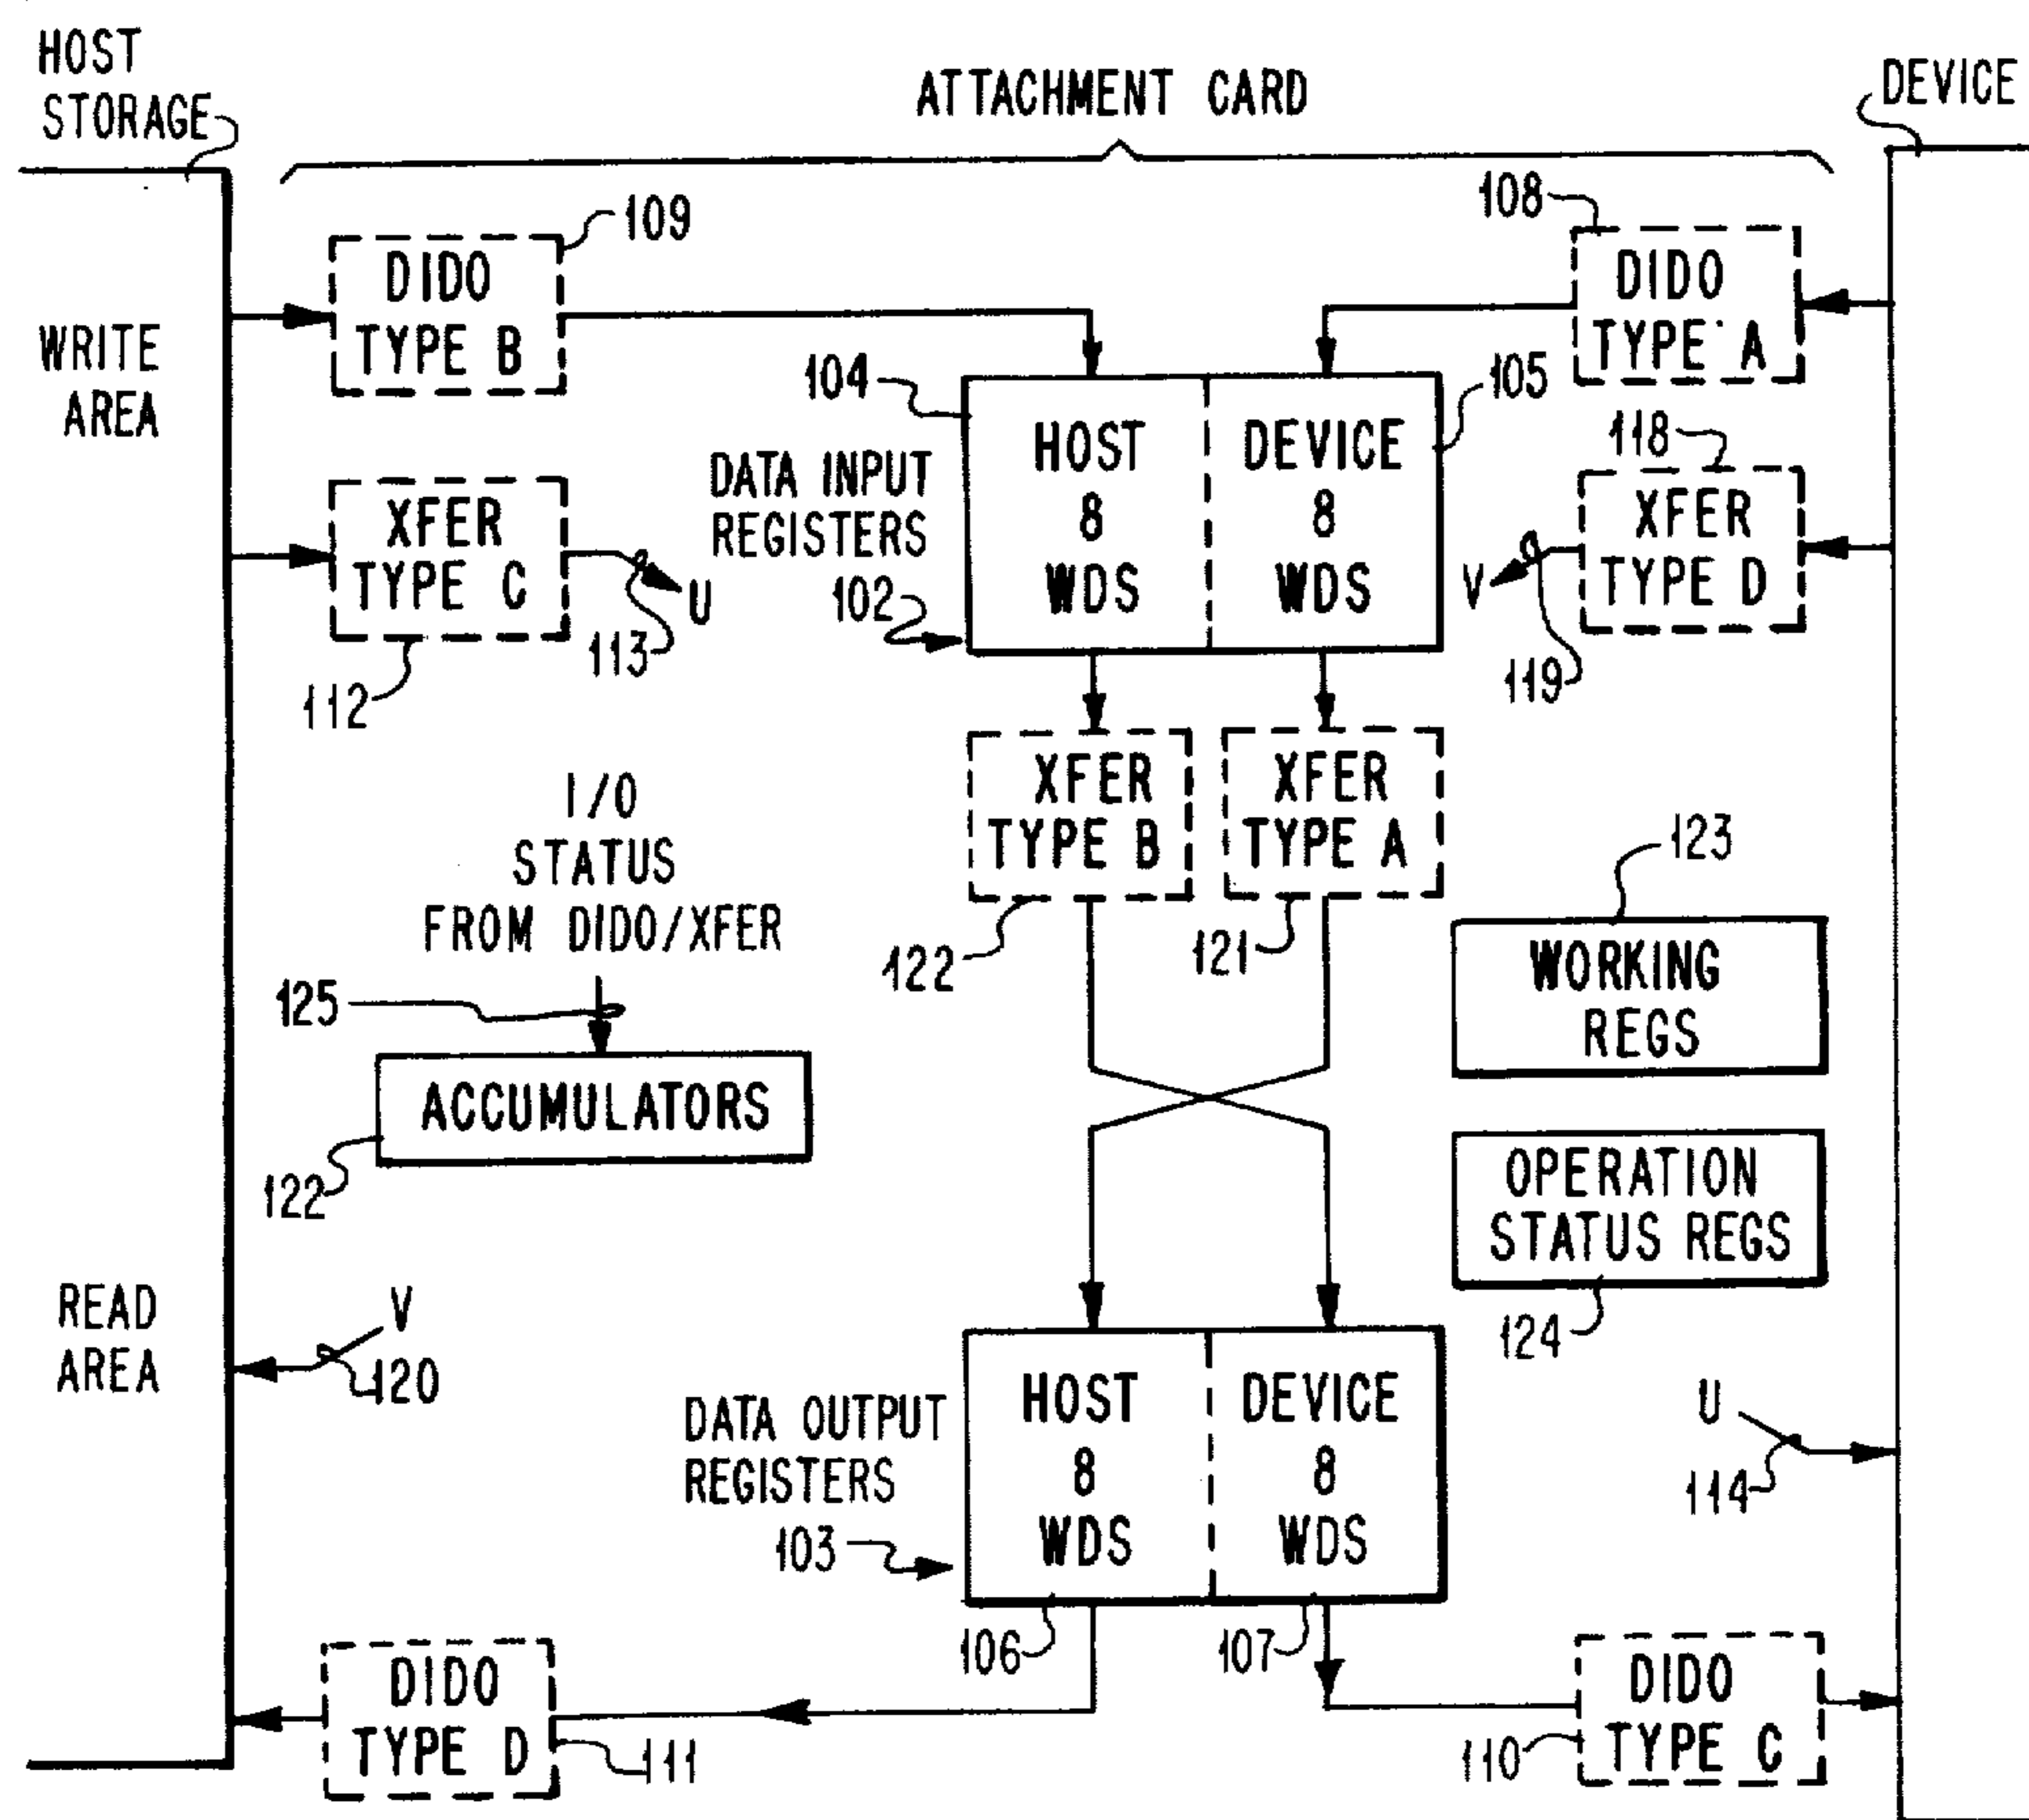 HOST
STORAGE
ATTACHMENT CARD
DEVICE
109
108
DIDO
TYPE B
DIDO
TYPE A
WRITE
AREA
104
105
HOST
8
WDS
DEVICE
8
WDS
118
DATA INPUT
REGISTERS
102
XFER
TYPE C
U
113
112
XFER
TYPE D
V
119
XFER
TYPE B
XFER
TYPE A
122
121
I/O
STATUS
FROM DIDO/XFER
125
ACCUMULATORS
122
123
WORKING
REGS
OPERATION
STATUS REGS
124
READ
AREA
V
120
DATA OUTPUT
REGISTERS
103
HOST
8
WDS
DEVICE
8
WDS
U
114
106
107
DIDO
TYPE D
111
110
DIDO
TYPE C